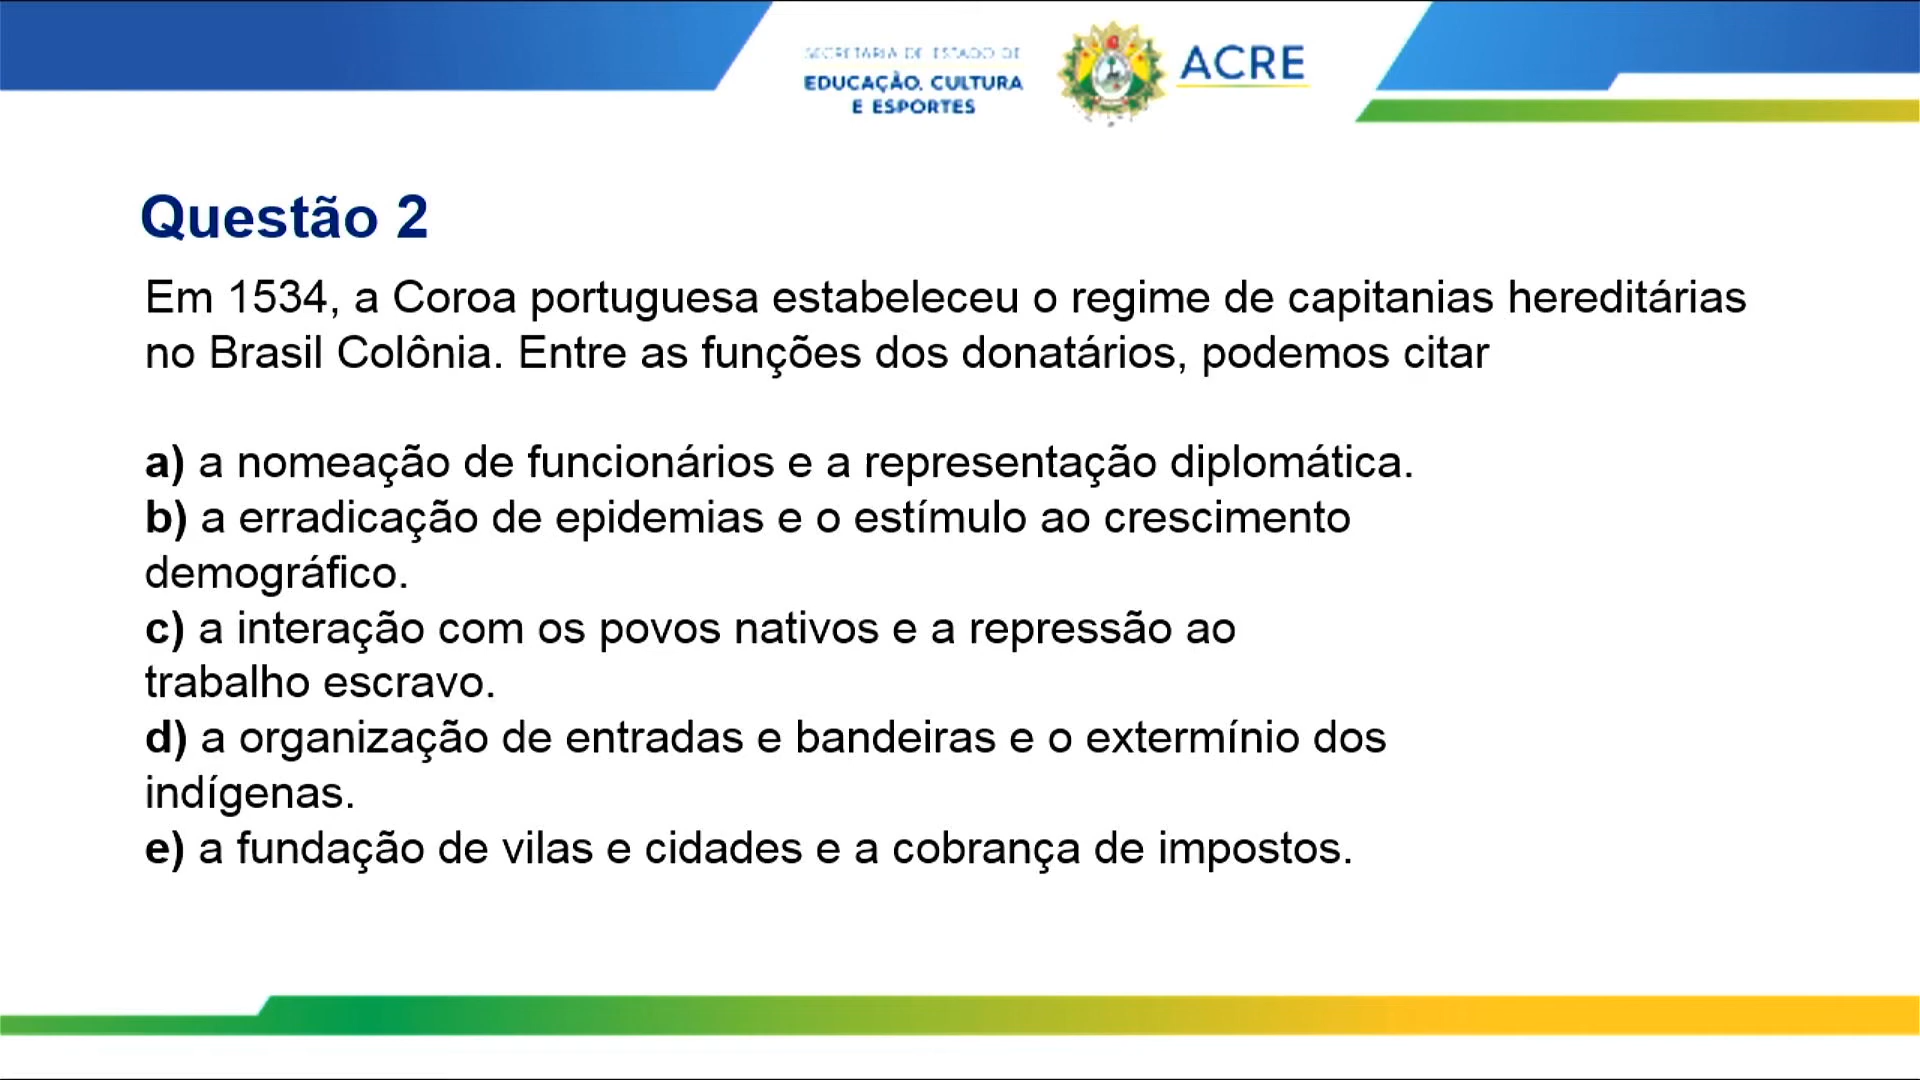 SECRETARIA DE ESTADO DE
EDUCAÇÃO, CULTURA
E ESPORTES
ACRE
Questão 2
Em 1534, a Coroa portuguesa estabeleceu o regime de capitanias hereditárias
no Brasil Colônia. Entre as funções dos donatários, podemos citar
a) a nomeação de funcionários e a representação diplomática.
b) a erradicação de epidemias e o estímulo ao crescimento
demográfico.
c) a interação com os povos nativos e a repressão ao
trabalho escravo.
d) a organização de entradas e bandeiras e o extermínio dos
indígenas.
e) a fundação de vilas e cidades e a cobrança de impostos.